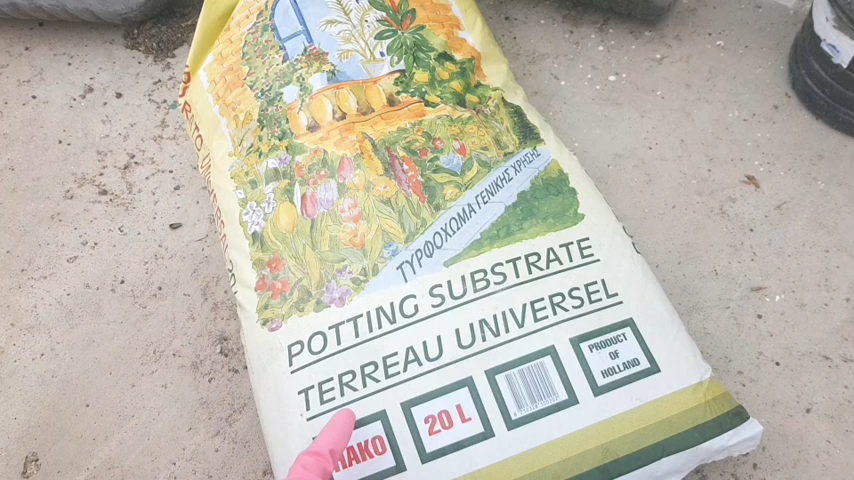 ΤΥΡΦΟΧΩΜΑ ΓΕΝΙΚΗΣ ΧΡΗΣΗΣ
POTTING SUBSTRATE
TERREAU UNIVERSEL
20 L
PRODUCT
OF
HOLLAND